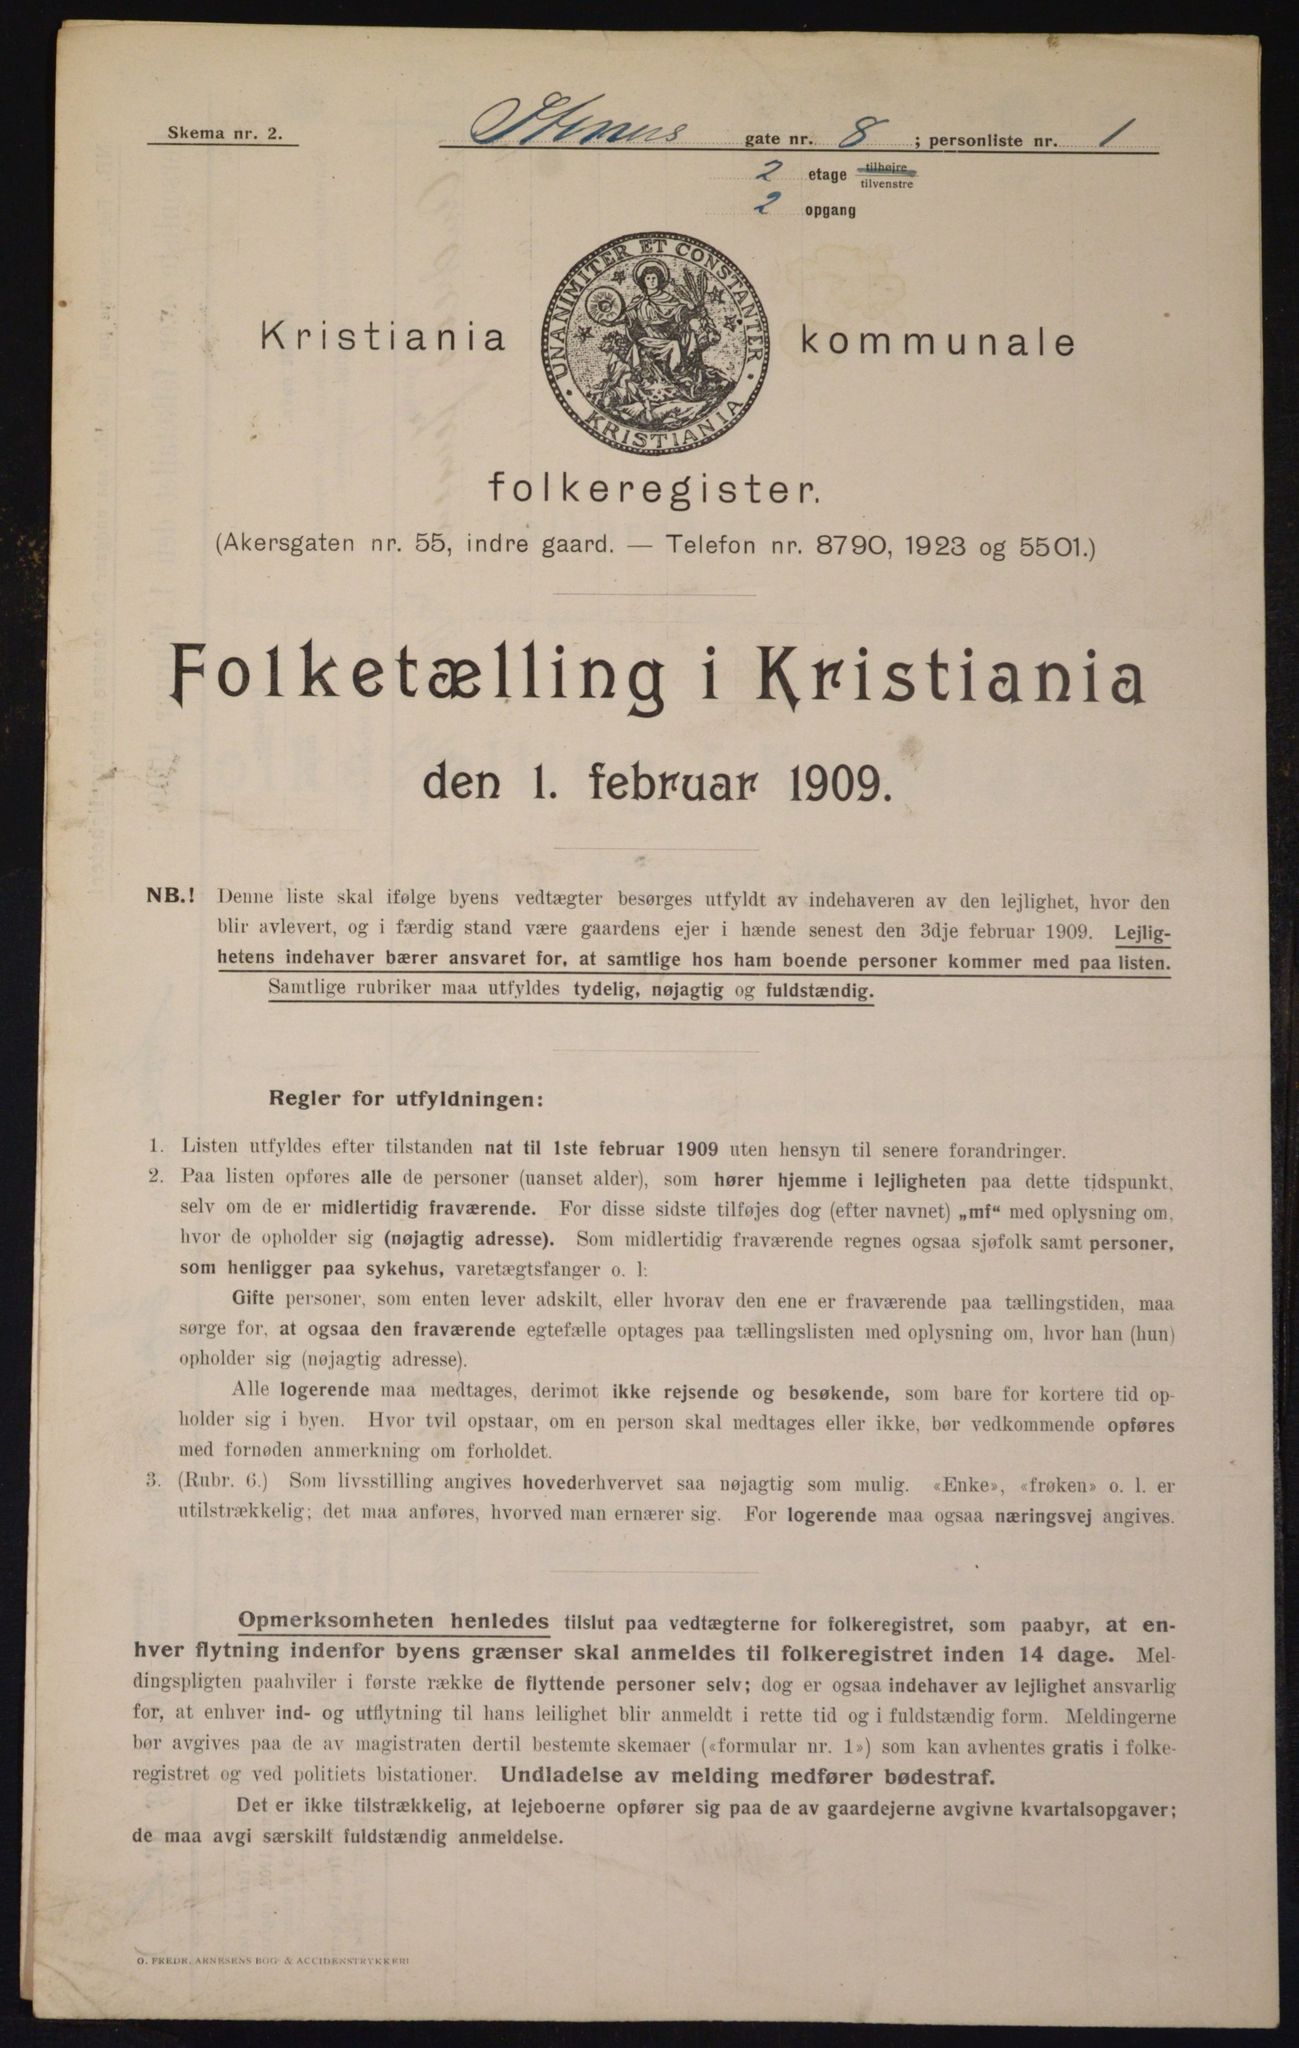 Skema nr. 2.
Steners gate nr. 8 ; personliste nr. 1
2 etage tilhøjre
tilvenstre
2 opgang
UNANIMITER ET CONSTANTER
KRISTIANIA
Kristiania kommunale
folkeregister.
(Akersgaten nr. 55, indre gaard. — Telefon nr. 8790, 1923 og 5501.)
Folketælling i Kristiania
den 1. februar 1909.
NB.! Denne liste skal ifølge byens vedtægter besørges utfyldt av indehaveren av den lejlighet, hvor den
blir avlevert, og i færdig stand være gaardens ejer i hænde senest den 3dje februar 1909. Lejlig-
hetens indehaver bærer ansvaret for, at samtlige hos ham boende personer kommer med paa listen.
Samtlige rubriker maa utfyldes tydelig, nøjagtig og fuldstændig.
Regler for utfyldningen:
1. Listen utfyldes efter tilstanden nat til 1ste februar 1909 uten hensyn til senere forandringer.
2. Paa listen opføres alle de personer (uanset alder), som hører hjemme i lejligheten paa dette tidspunkt,
selv om de er midlertidig fraværende. For disse sidste tilføjes dog (efter navnet) „mf“ med oplysning om,
hvor de opholder sig (nøjagtig adresse). Som midlertidig fraværende regnes ogsaa sjøfolk samt personer,
som henligger paa sykehus, varetægtsfanger o. l:
Gifte personer, som enten lever adskilt, eller hvorav den ene er fraværende paa tællingstiden, maa
sørge for, at ogsaa den fraværende egtefælle optages paa tællingslisten med oplysning om, hvor han (hun)
opholder sig (nøjagtig adresse).
Alle logerende maa medtages, derimot ikke rejsende og besøkende, som bare for kortere tid op-
holder sig i byen. Hvor tvil opstaar, om en person skal medtages eller ikke, bør vedkommende opføres
med fornøden anmerkning om forholdet.
3. (Rubr. 6.) Som livsstilling angives hovederhvervet saa nøjagtig som mulig. «Enke», «frøken» o. l. er
utilstrækkelig; det maa anføres, hvorved man ernærer sig. For logerende maa ogsaa næringsvej angives.
Opmerksomheten henledes tilslut paa vedtægterne for folkeregistret, som paabyr, at en-
hver flytning indenfor byens grænser skal anmeldes til folkeregistret inden 14 dage. Mel-
dingspligten paahviler i første række de flyttende personer selv; dog er ogsaa indehaver av lejlighet ansvarlig
for, at enhver ind- og utflytning til hans leilighet blir anmeldt i rette tid og i fuldstændig form. Meldingerne
bør avgives paa de av magistraten dertil bestemte skemaer («formular nr. 1») som kan avhentes gratis i folke-
registret og ved politiets bistationer. Undladelse av melding medfører bødestraf.
Det er ikke tilstrækkelig, at lejeboerne opfører sig paa de av gaardejerne avgivne kvartalsopgaver;
de maa avgi særskilt fuldstændig anmeldelse.
O. FREDR. ARNESENS BOG- & ACCIDENSTRYKKERI